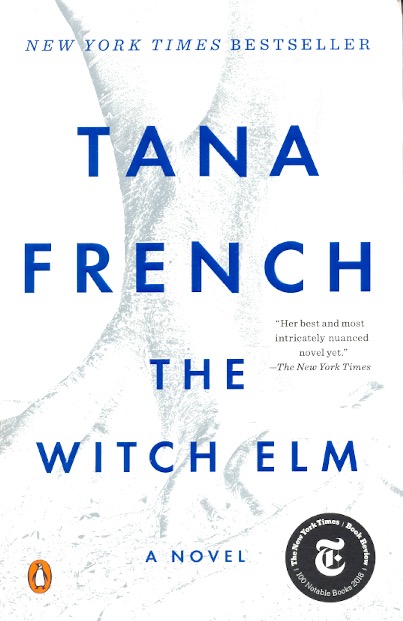 NEW YORK TIMES BESTSELLER
TANA
FRENCH
"Her best and most
intricately nuanced
novel yet."
—The New York Times
THE
WITCH ELM
A NOVEL
The New York Times | Book Review |
100 Notable Books 2018